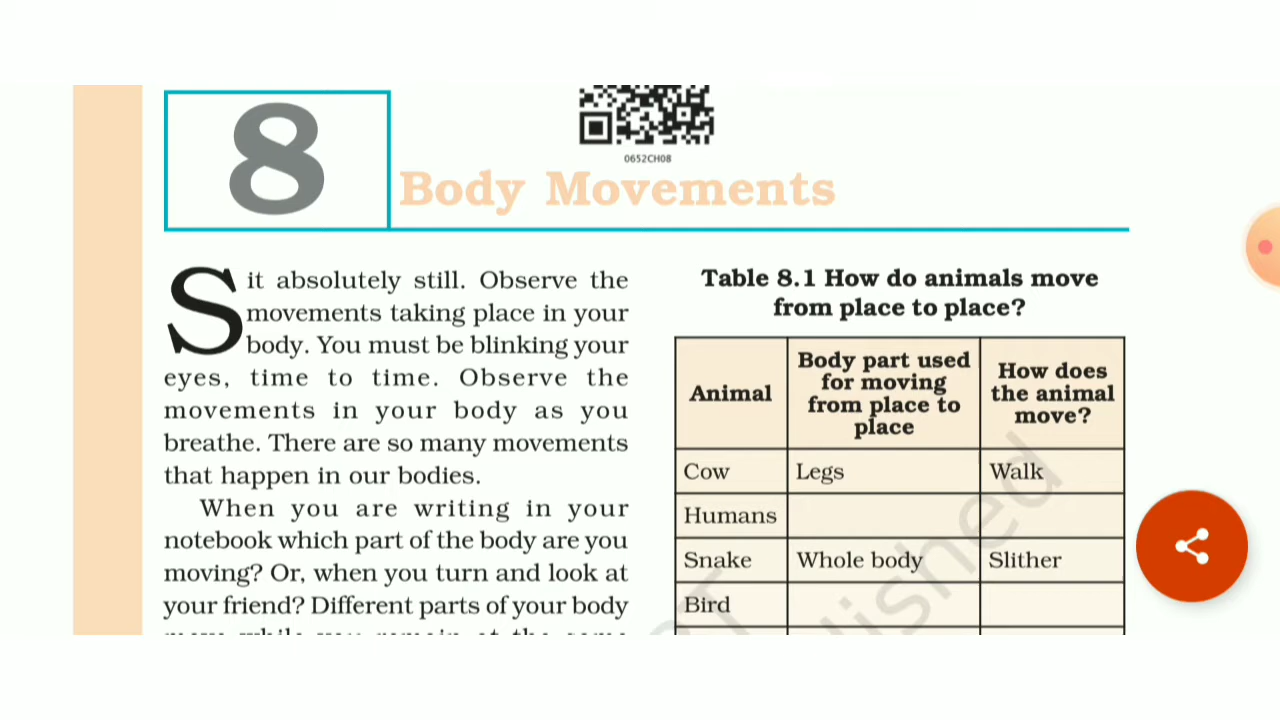 8
0652CH08
Body Movements
Sit absolutely still. Observe the
movements taking place in your
body. You must be blinking your
eyes, time to time. Observe the
movements in your body as you
breathe. There are so many movements
that happen in our bodies.
When you are writing in your
notebook which part of the body are you
moving? Or, when you turn and look at
your friend? Different parts of your body
Table 8.1 How do animals move
from place to place?
Animal
Body part used
for moving
from place to
place
How does
the animal
move?
Cow Legs Walk
Humans
Snake Whole body Slither
Bird